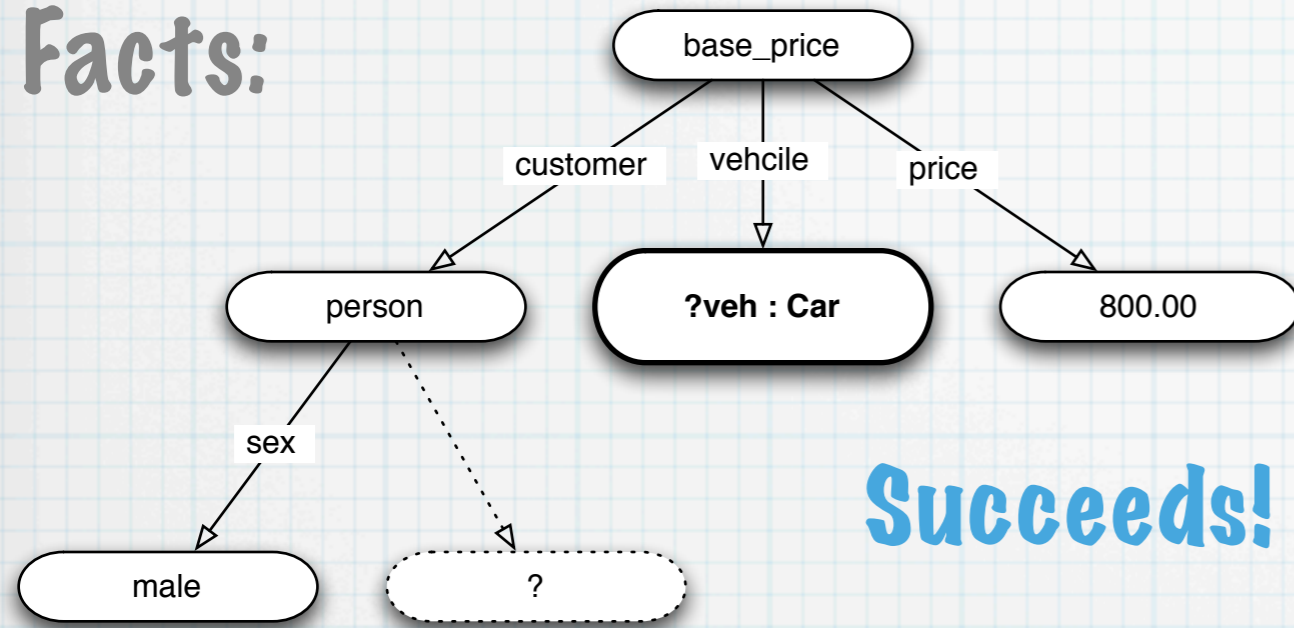 Facts:
base_price
customer
vehcile
price
person
?veh : Car
800.00
sex
Succeeds!
male
?